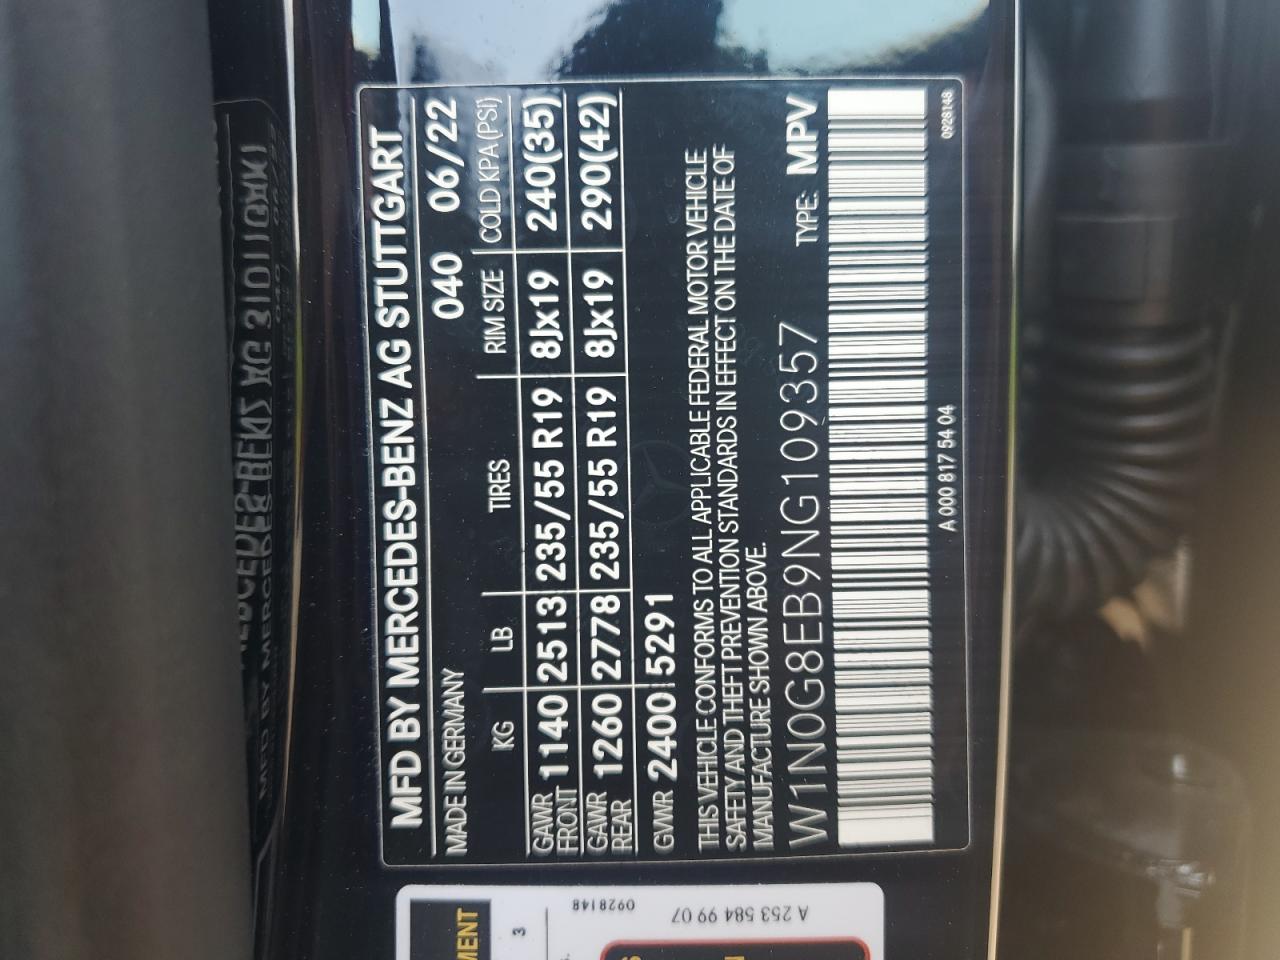 MFD BY MERCEDES-BENZ AG STUTTGART
MADE IN GERMANY 040 06/22
KG LB TIRES RIM SIZE COLD KPA (PSI)
GAWR FRONT 1140 2513 235/55 R19 8Jx19 240(35)
GAWR REAR 1260 2778 235/55 R19 8Jx19 290(42)
GVWR 2400 5291
THIS VEHICLE CONFORMS TO ALL APPLICABLE FEDERAL MOTOR VEHICLE
SAFETY AND THEFT PREVENTION STANDARDS IN EFFECT ON THE DATE OF
MANUFACTURE SHOWN ABOVE.
W1N0G8EB9NG109357 TYPE: MPV
A 000 817 54 04 0928148
MENT
3
0928148
A 253 584 99 07